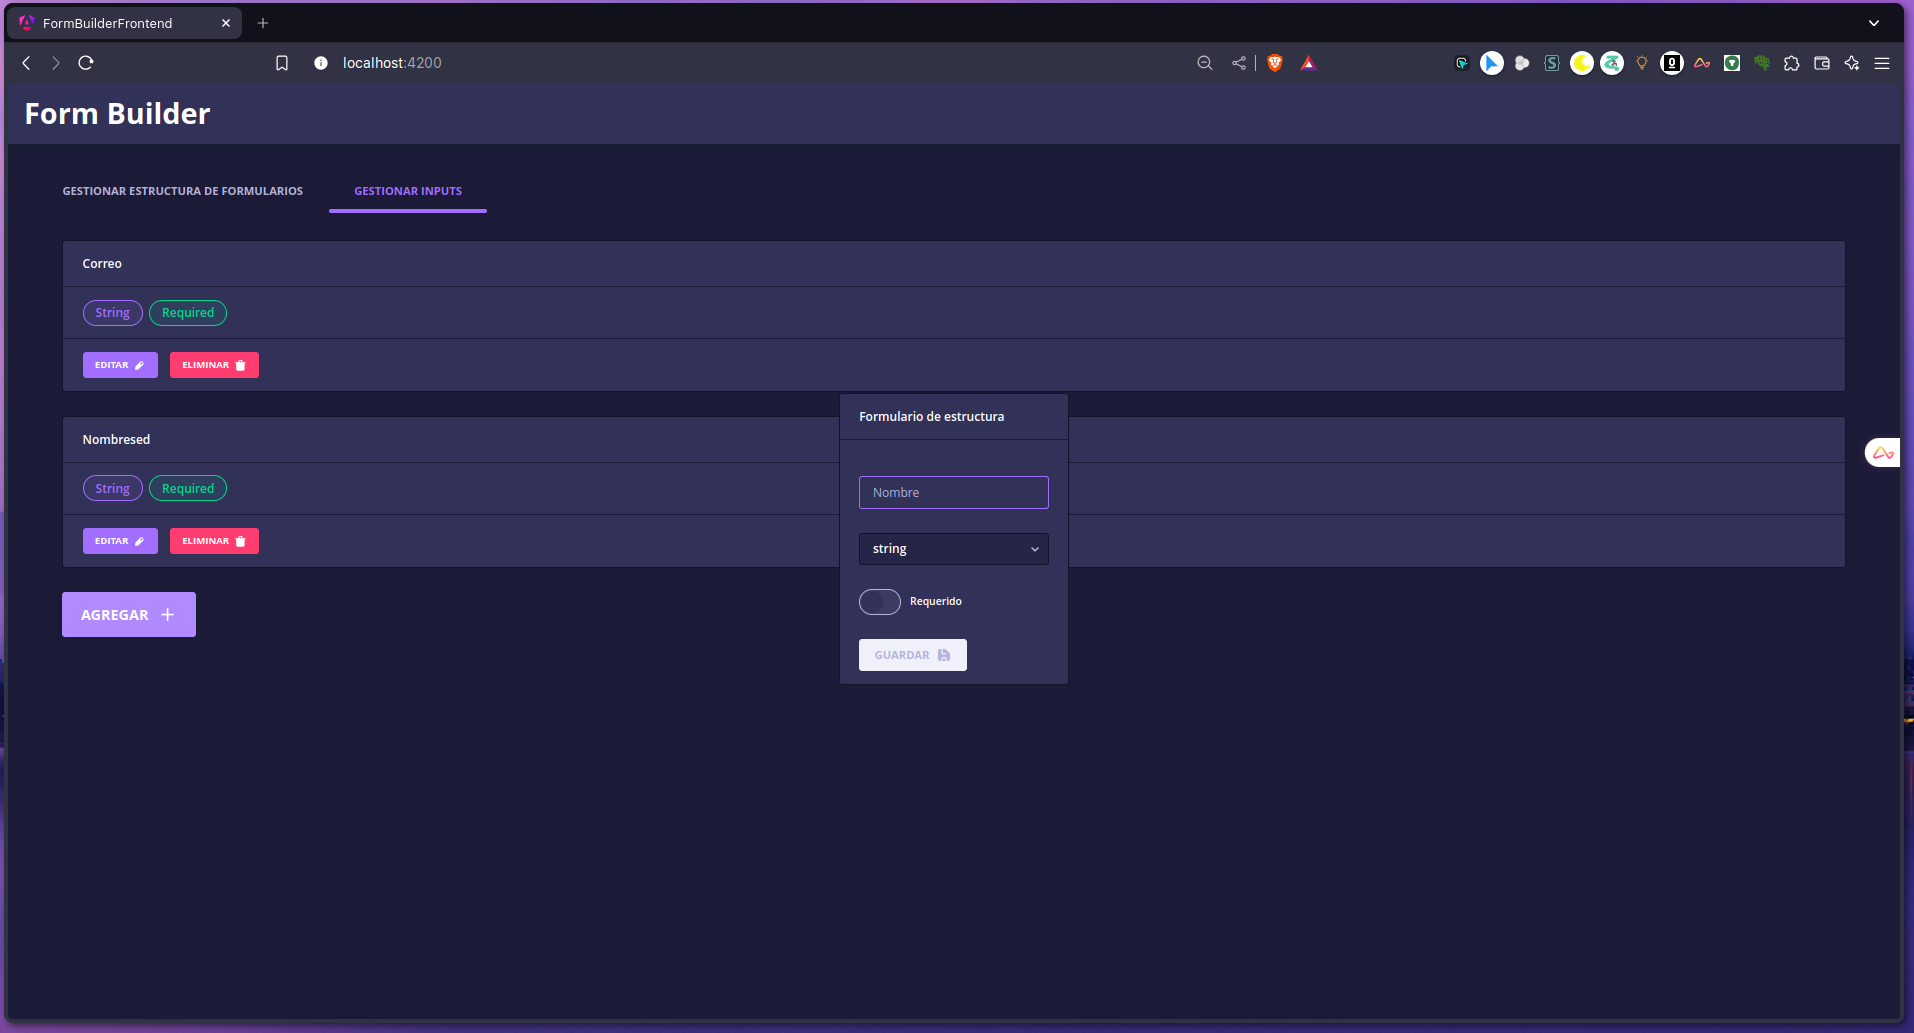 FormBuilderFrontend
localhost:4200
Form Builder
GESTIONAR ESTRUCTURA DE FORMULARIOS
GESTIONAR INPUTS
Correo
String
Required
EDITAR
ELIMINAR
Nombresed
String
Required
EDITAR
ELIMINAR
AGREGAR
Formulario de estructura
Nombre
string
Requerido
GUARDAR